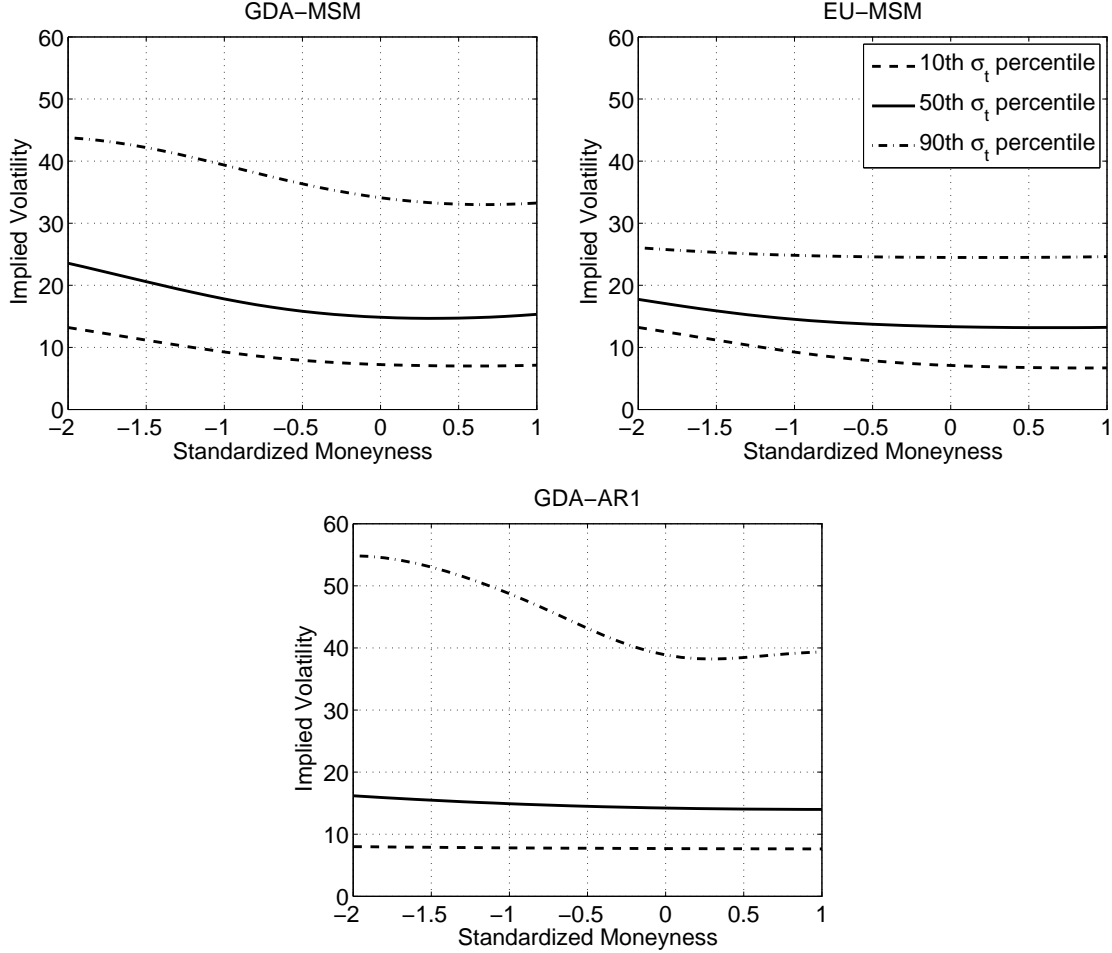 GDA−MSM
60
50
40
30
20
10
0
−2 −1.5 −1 −0.5 0 0.5 1
Implied Volatility
Standardized Moneyness
EU−MSM
10th σt percentile
50th σt percentile
90th σt percentile
60
50
40
30
20
10
0
−2 −1.5 −1 −0.5 0 0.5 1
Implied Volatility
Standardized Moneyness
GDA−AR1
60
50
40
30
20
10
0
−2 −1.5 −1 −0.5 0 0.5 1
Implied Volatility
Standardized Moneyness